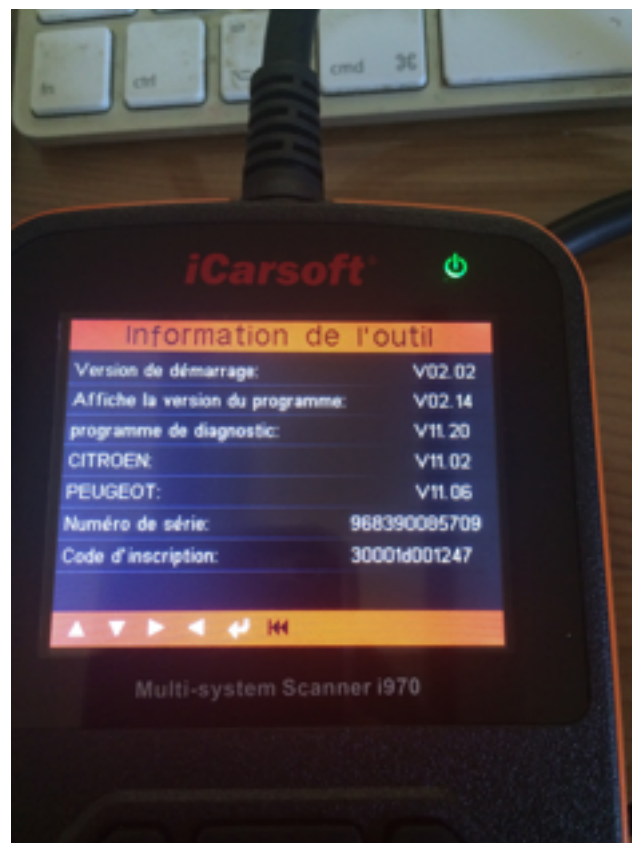 fn ctrl cmd ⌘
iCarsoft®
Information de l'outil
Version de démarrage: V02.02
Affiche la version du programme: V02.14
programme de diagnostic: V11.20
CITROEN: V11.02
PEUGEOT: V11.06
Numéro de série: 968390085709
Code d'inscription: 30001d001247
Multi-system Scanner i970